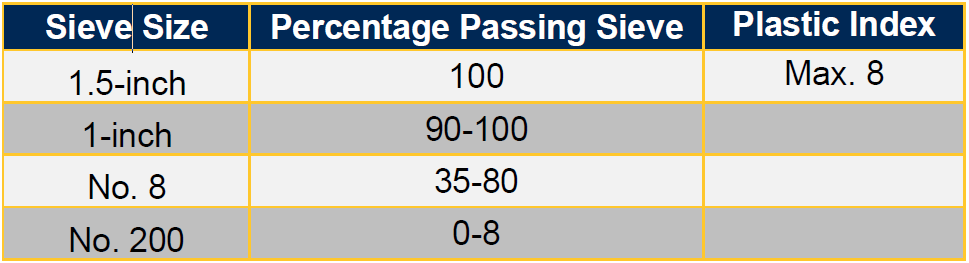 Sieve Size Percentage Passing Sieve Plastic Index
1.5-inch 100 Max. 8
1-inch 90-100
No. 8 35-80
No. 200 0-8